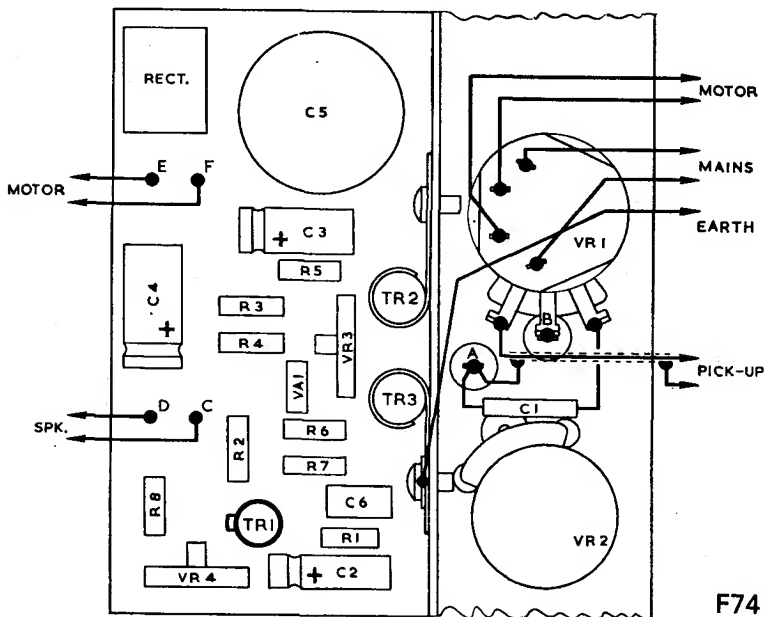 RECT.
C5
MOTOR
MAINS
EARTH
E F
MOTOR
VR1
C3
+
R5
C4
+
R3
TR2
R4
VR3
B
A
PICK-UP
VA1
TR3
C1
D C
SPK.
R2
R6
R7
R8
C6
TR1
R1
VR2
VR4
+
C2
F74